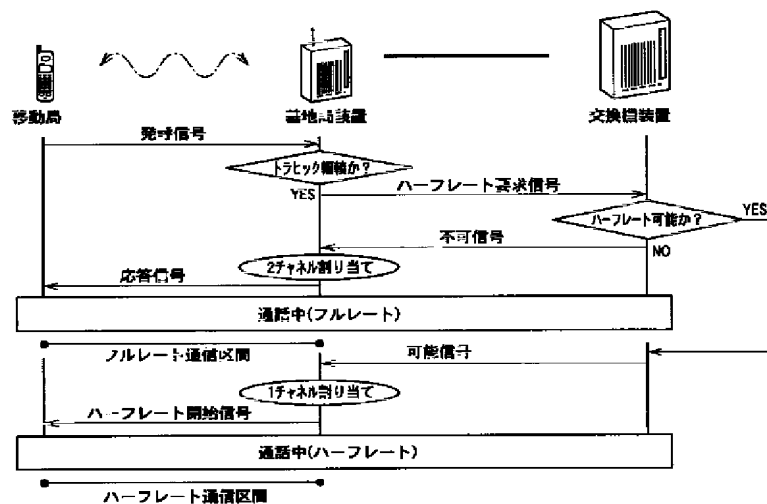 移動局
基地局装置
交換機装置
発呼信号
トラヒック輻輳か？
YES
ハーフレート要求信号
ハーフレート可能か？
YES
不可信号
NO
2チャネル割り当て
応答信号
通話中(フルレート)
フルレート通信区間
可能信号
1チャネル割り当て
ハーフレート開始信号
通話中(ハーフレート)
ハーフレート通信区間